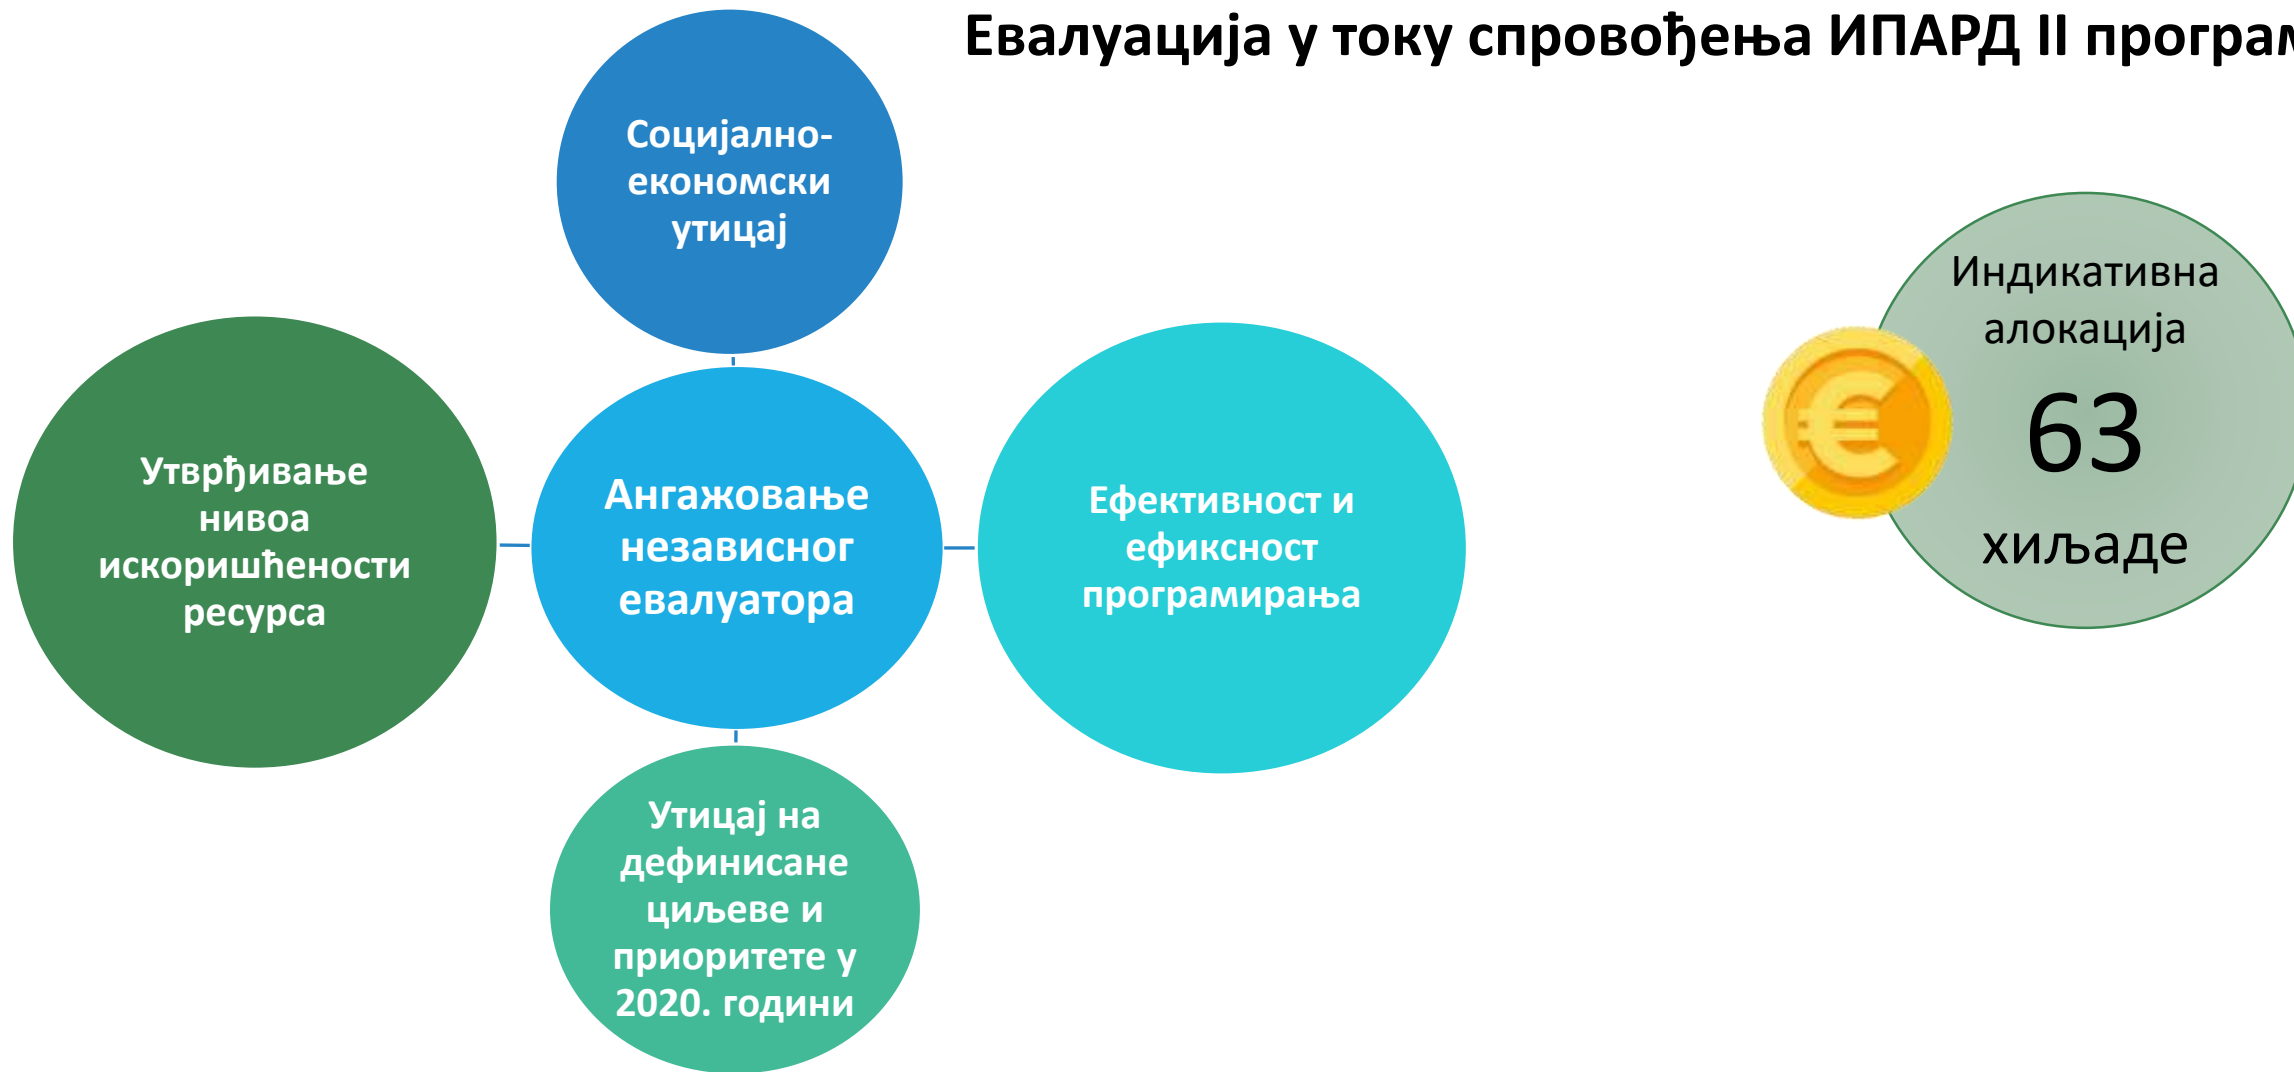 Евалуација у току спровођења ИПАРД II програм
Социјално-
економски
утицај
Утврђивање
нивоа
искоришћености
ресурса
Ангажовање
независног
евалуатора
Ефективност и
ефиксност
програмирања
Утицај на
дефинисане
циљеве и
приоритете у
2020. години
Индикативна
алокација
63
хиљаде